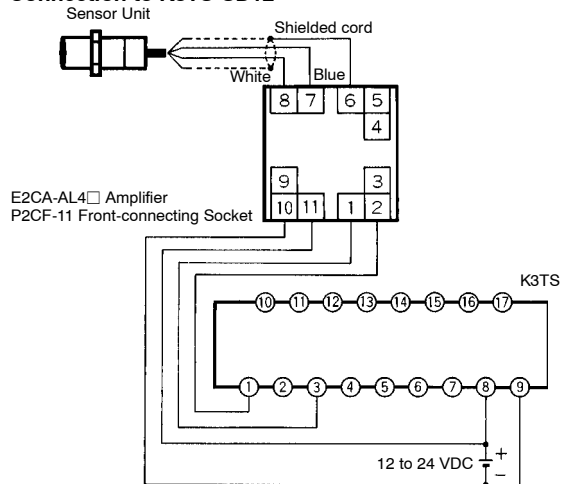 Connection to
Sensor Unit
Shielded cord
White
Blue
8 7 6 5
4
9 3
10 11 1 2
E2CA-AL4□ Amplifier
P2CF-11 Front-connecting Socket
K3TS
10 11 12 13 14 15 16 17
1 2 3 4 5 6 7 8 9
12 to 24 VDC
+
−